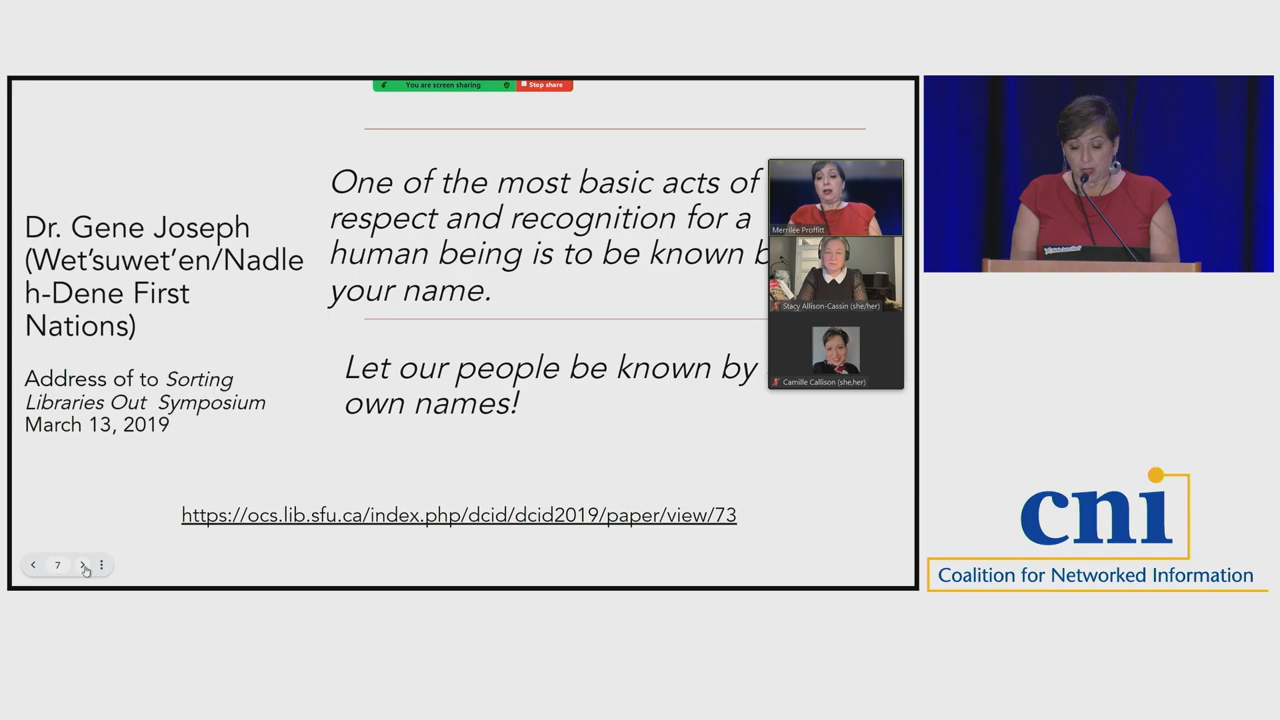 You are screen sharing
Stop share
Dr. Gene Joseph
(Wet’suwet’en/Nadle
h-Dene First
Nations)
Address of to Sorting
Libraries Out Symposium
March 13, 2019
One of the most basic acts of
respect and recognition for a
human being is to be known b
your name.
Let our people be known by
own names!
https://ocs.lib.sfu.ca/index.php/dcid/dcid2019/paper/view/73
7
Merrilee Proffitt
Stacy Allison-Cassin (she/her)
Camille Callison (she,her)
cni
Coalition for Networked Information